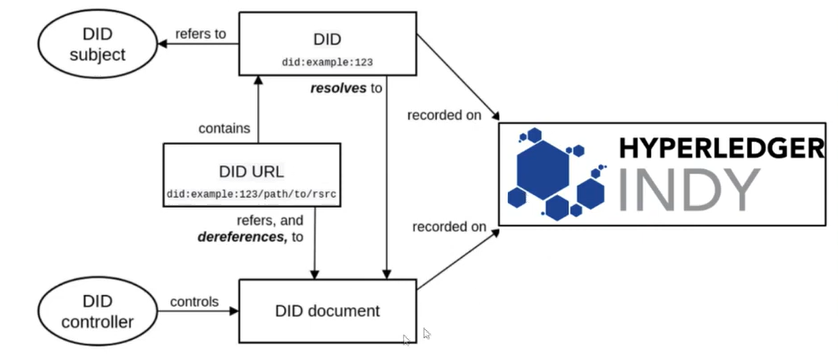 DID
subject
refers to
DID
did:example:123
resolves to
recorded on
contains
HYPERLEDGER
INDY
DID URL
did:example:123/path/to/rsrc
refers, and
dereferences, to
recorded on
DID
controller
controls
DID document